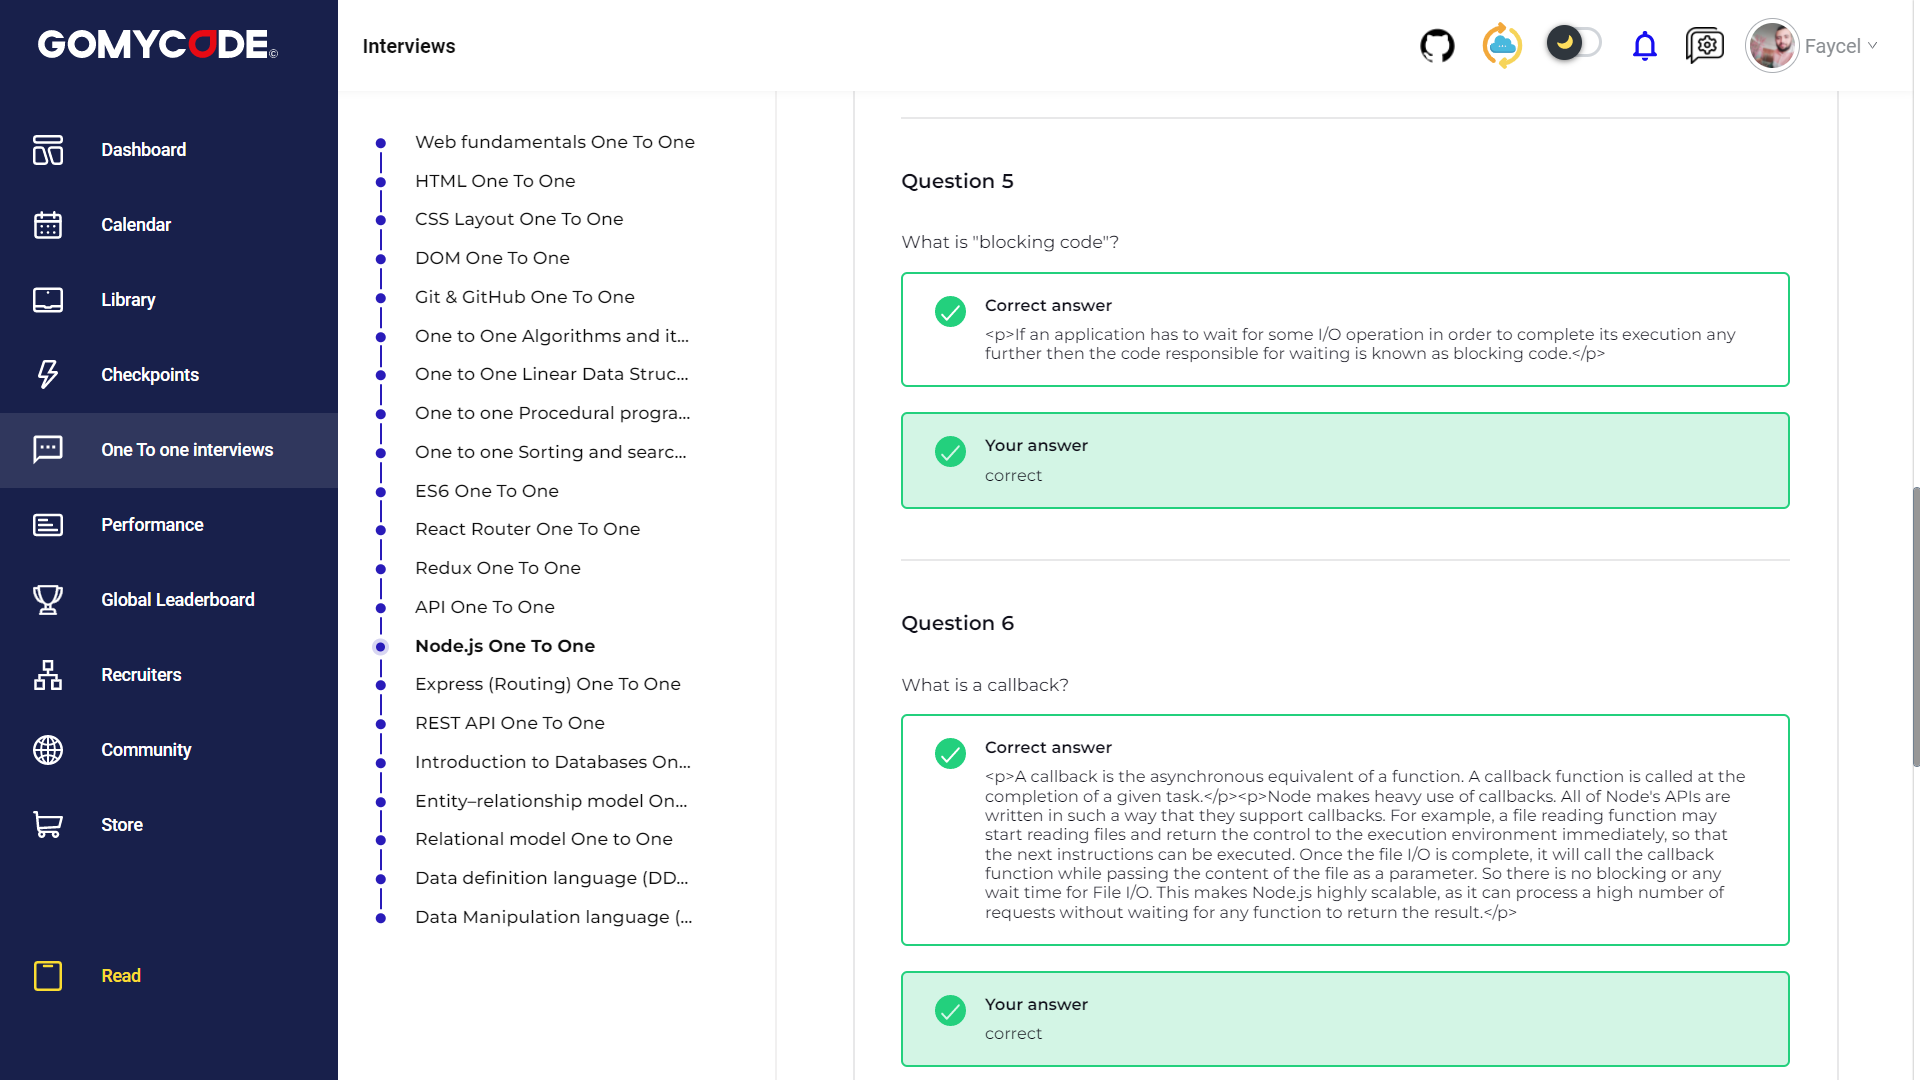 GOMYCODE©
Interviews
Faycel
Dashboard
Calendar
Library
Checkpoints
One To one interviews
Performance
Global Leaderboard
Recruiters
Community
Store
Read
Web fundamentals One To One
HTML One To One
CSS Layout One To One
DOM One To One
Git & GitHub One To One
One to One Algorithms and it...
One to One Linear Data Struc...
One to one Procedural progra...
One to one Sorting and searc...
ES6 One To One
React Router One To One
Redux One To One
API One To One
Node.js One To One
Express (Routing) One To One
REST API One To One
Introduction to Databases On...
Entity–relationship model On...
Relational model One to One
Data definition language (DD...
Data Manipulation language (...
Question 5
What is "blocking code"?
Correct answer
<p>If an application has to wait for some I/O operation in order to complete its execution any
further then the code responsible for waiting is known as blocking code.</p>
Your answer
correct
Question 6
What is a callback?
Correct answer
<p>A callback is the asynchronous equivalent of a function. A callback function is called at the
completion of a given task.</p><p>Node makes heavy use of callbacks. All of Node's APIs are
written in such a way that they support callbacks. For example, a file reading function may
start reading files and return the control to the execution environment immediately, so that
the next instructions can be executed. Once the file I/O is complete, it will call the callback
function while passing the content of the file as a parameter. So there is no blocking or any
wait time for File I/O. This makes Node.js highly scalable, as it can process a high number of
requests without waiting for any function to return the result.</p>
Your answer
correct